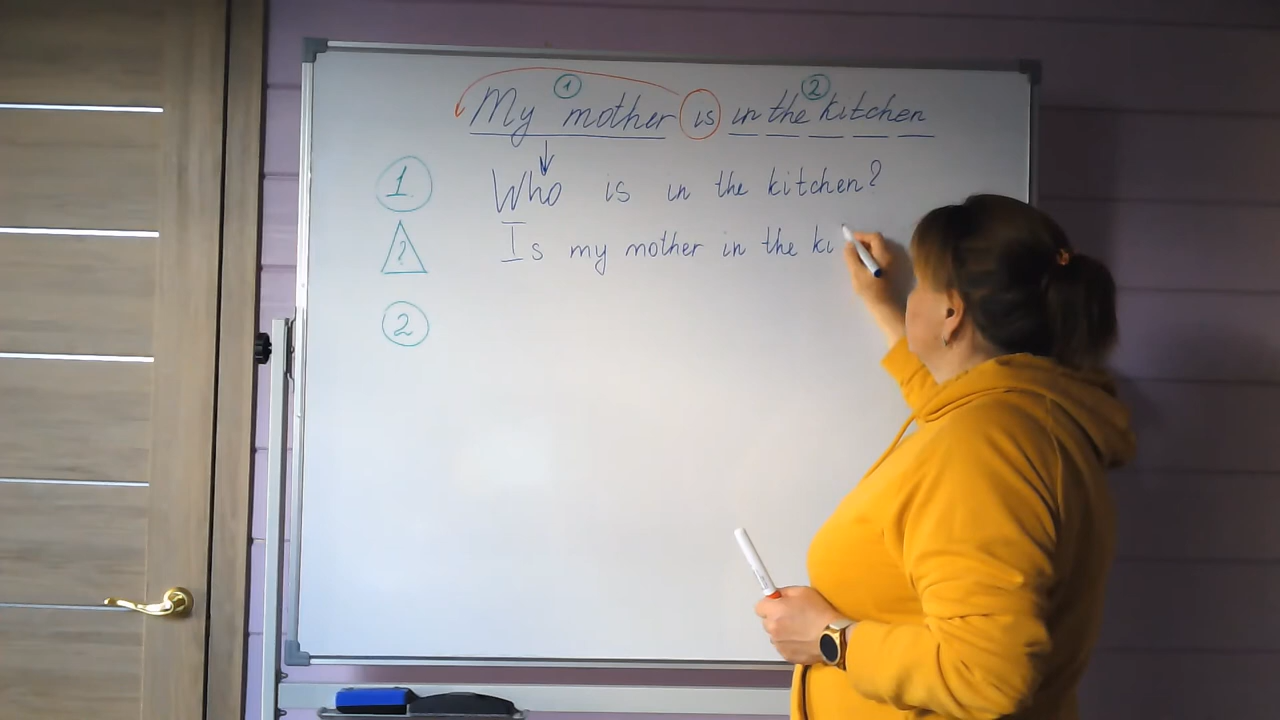 1 2
My mother is in the kitchen
1 Who is in the kitchen?
? Is my mother in the ki
2